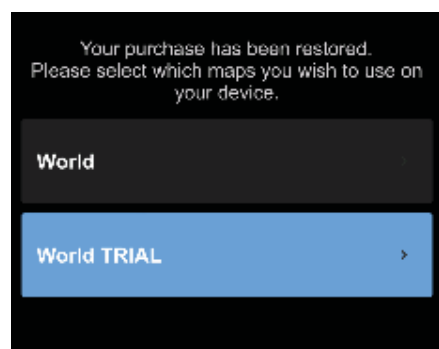 Your purchase has been restored.
Please select which maps you wish to use on
your device.
World
World TRIAL